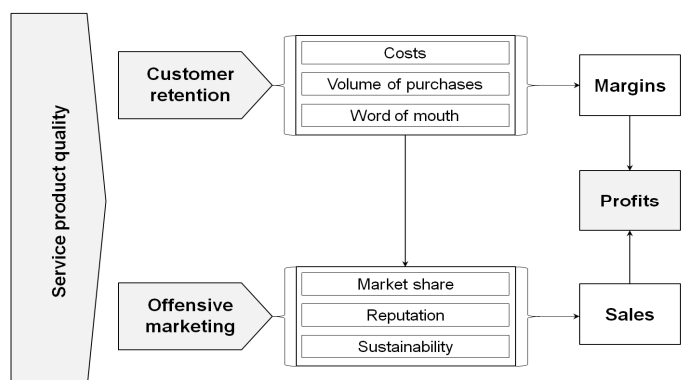 Service product quality
Customer
retention
Costs
Volume of purchases
Word of mouth
Margins
Profits
Offensive
marketing
Market share
Reputation
Sustainability
Sales